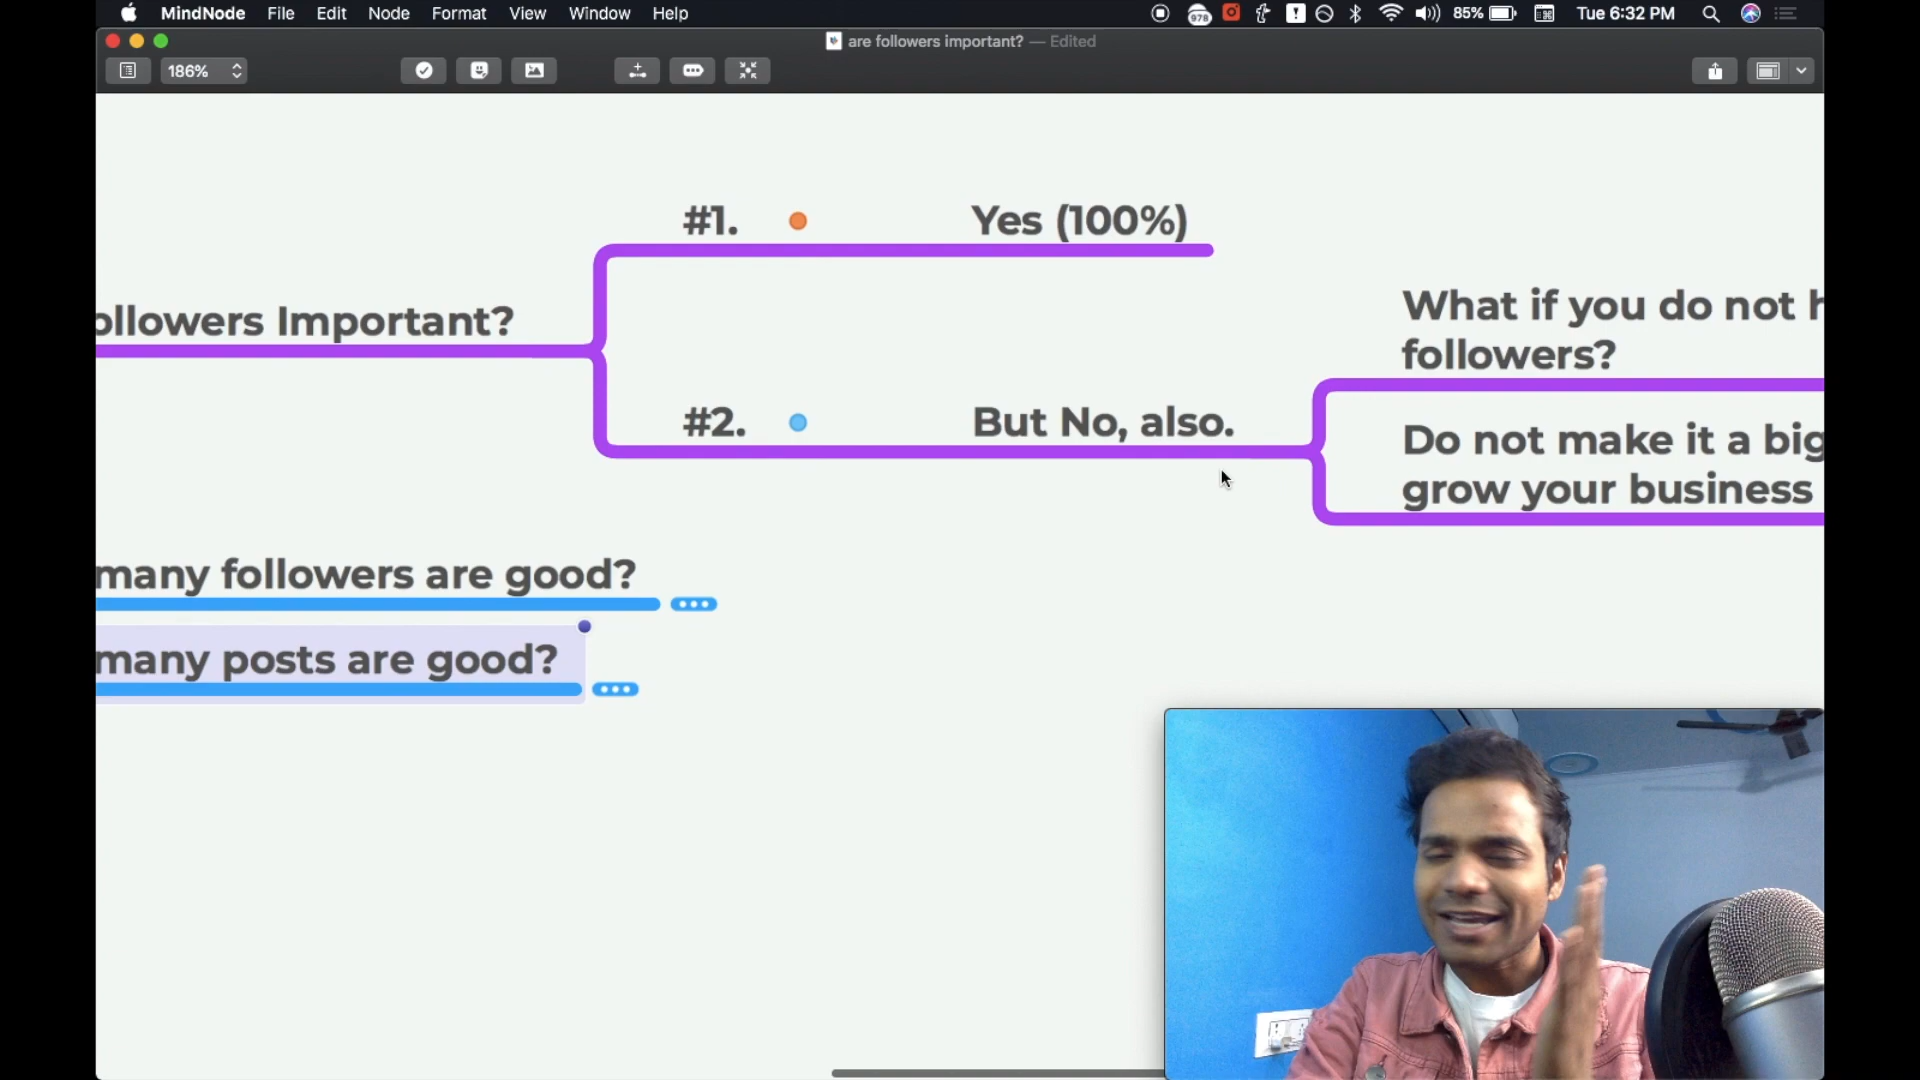 MindNode File Edit Node Format View Window Help
978
85%
Tue 6:32 PM
are followers important? — Edited
186%
#1. Yes (100%)
ollowers Important?
What if you do not h
followers?
#2. But No, also.
Do not make it a big
grow your business
many followers are good?
many posts are good?